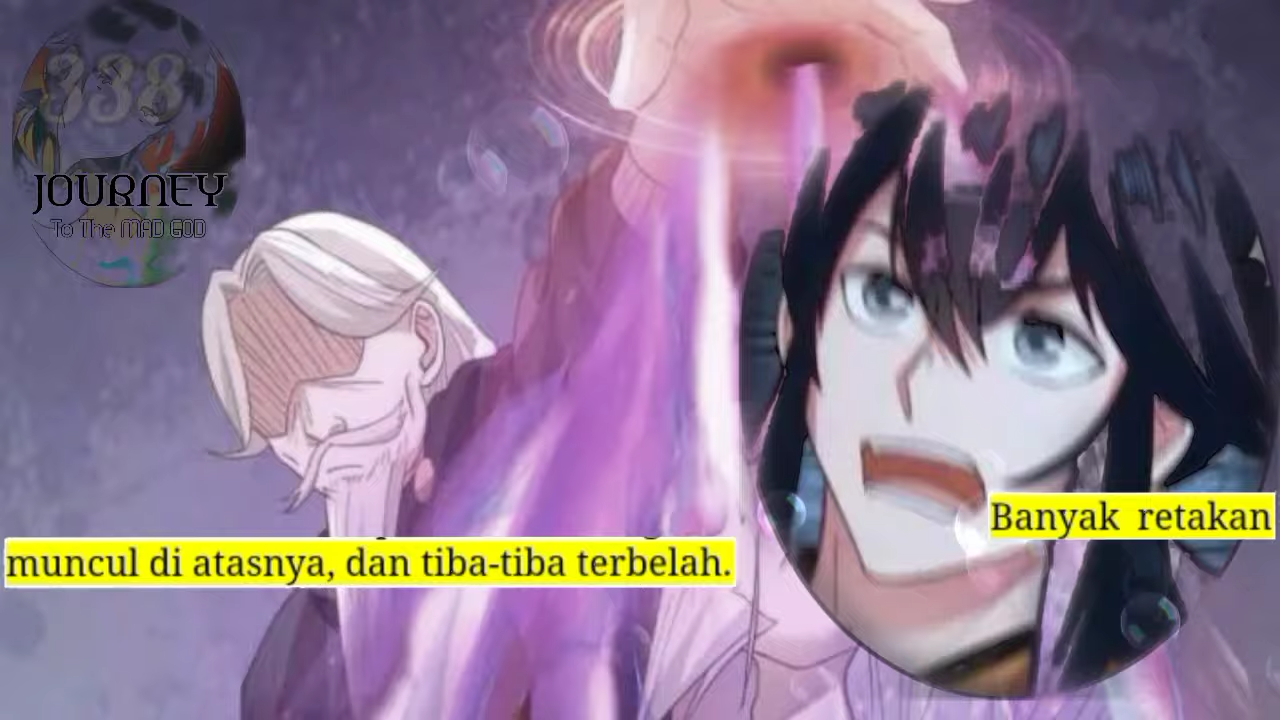 338
JOURNEY
To The MAD GOD
Banyak retakan
muncul di atasnya, dan tiba-tiba terbelah.